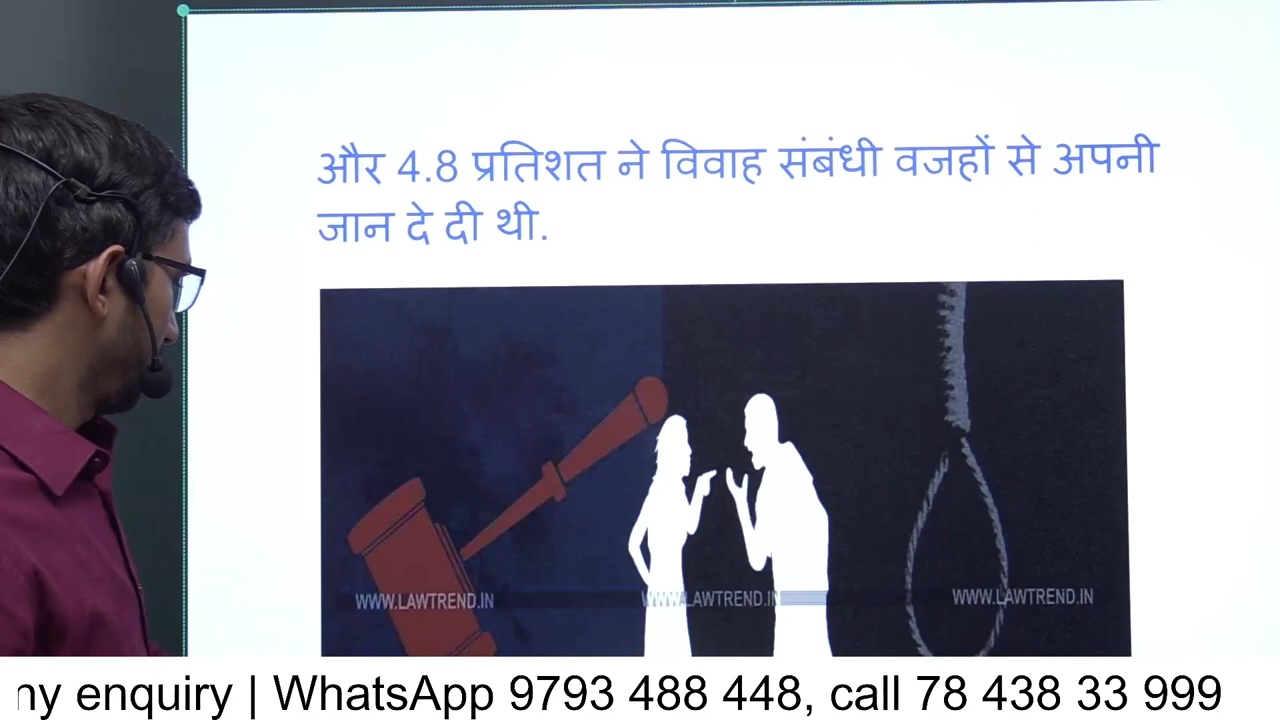 और 4.8 प्रतिशत ने विवाह संबंधी वजहों से अपनी
जान दे दी थी.
WWW.LAWTREND.IN WWW.LAWTREND.IN WWW.LAWTREND.IN
ny enquiry | WhatsApp 9793 488 448, call 78 438 33 999